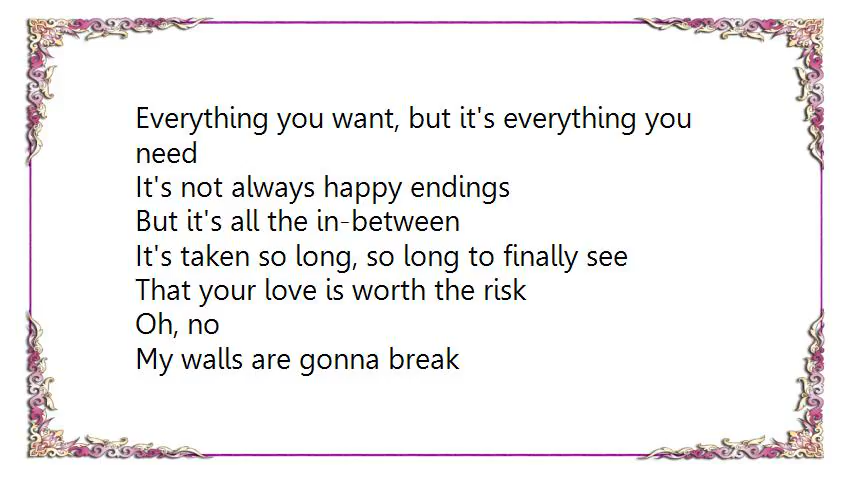 Everything you want, but it's everything you
need
It's not always happy endings
But it's all the in-between
It's taken so long, so long to finally see
That your love is worth the risk
Oh, no
My walls are gonna break